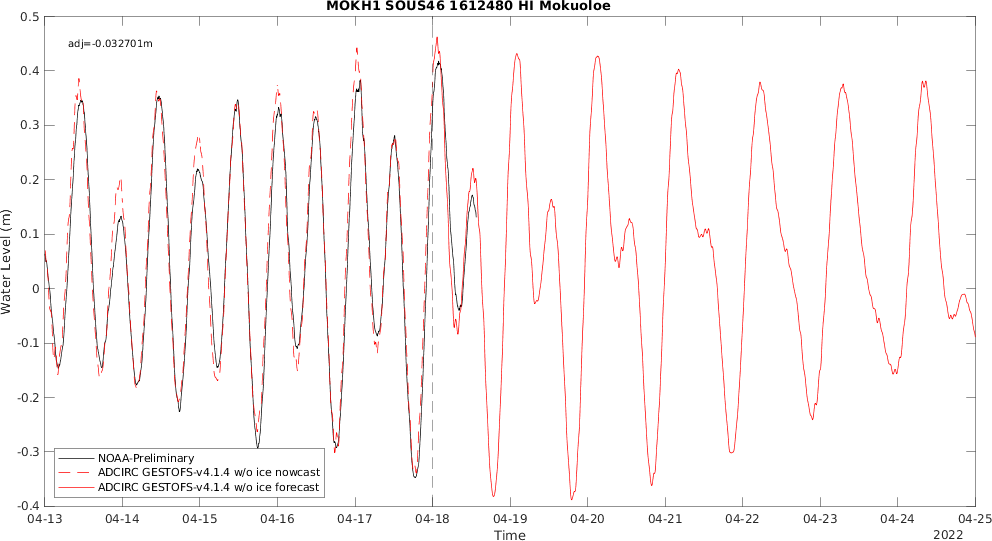 MOKH1 SOUS46 1612480 HI Mokuoloe
adj=-0.032701m
0.5
0.4
0.3
0.2
0.1
0
-0.1
-0.2
-0.3
-0.4
Water Level (m)
NOAA-Preliminary
ADCIRC GESTOFS-v4.1.4 w/o ice nowcast
ADCIRC GESTOFS-v4.1.4 w/o ice forecast
04-13 04-14 04-15 04-16 04-17 04-18 04-19 04-20 04-21 04-22 04-23 04-24 04-25
Time
2022